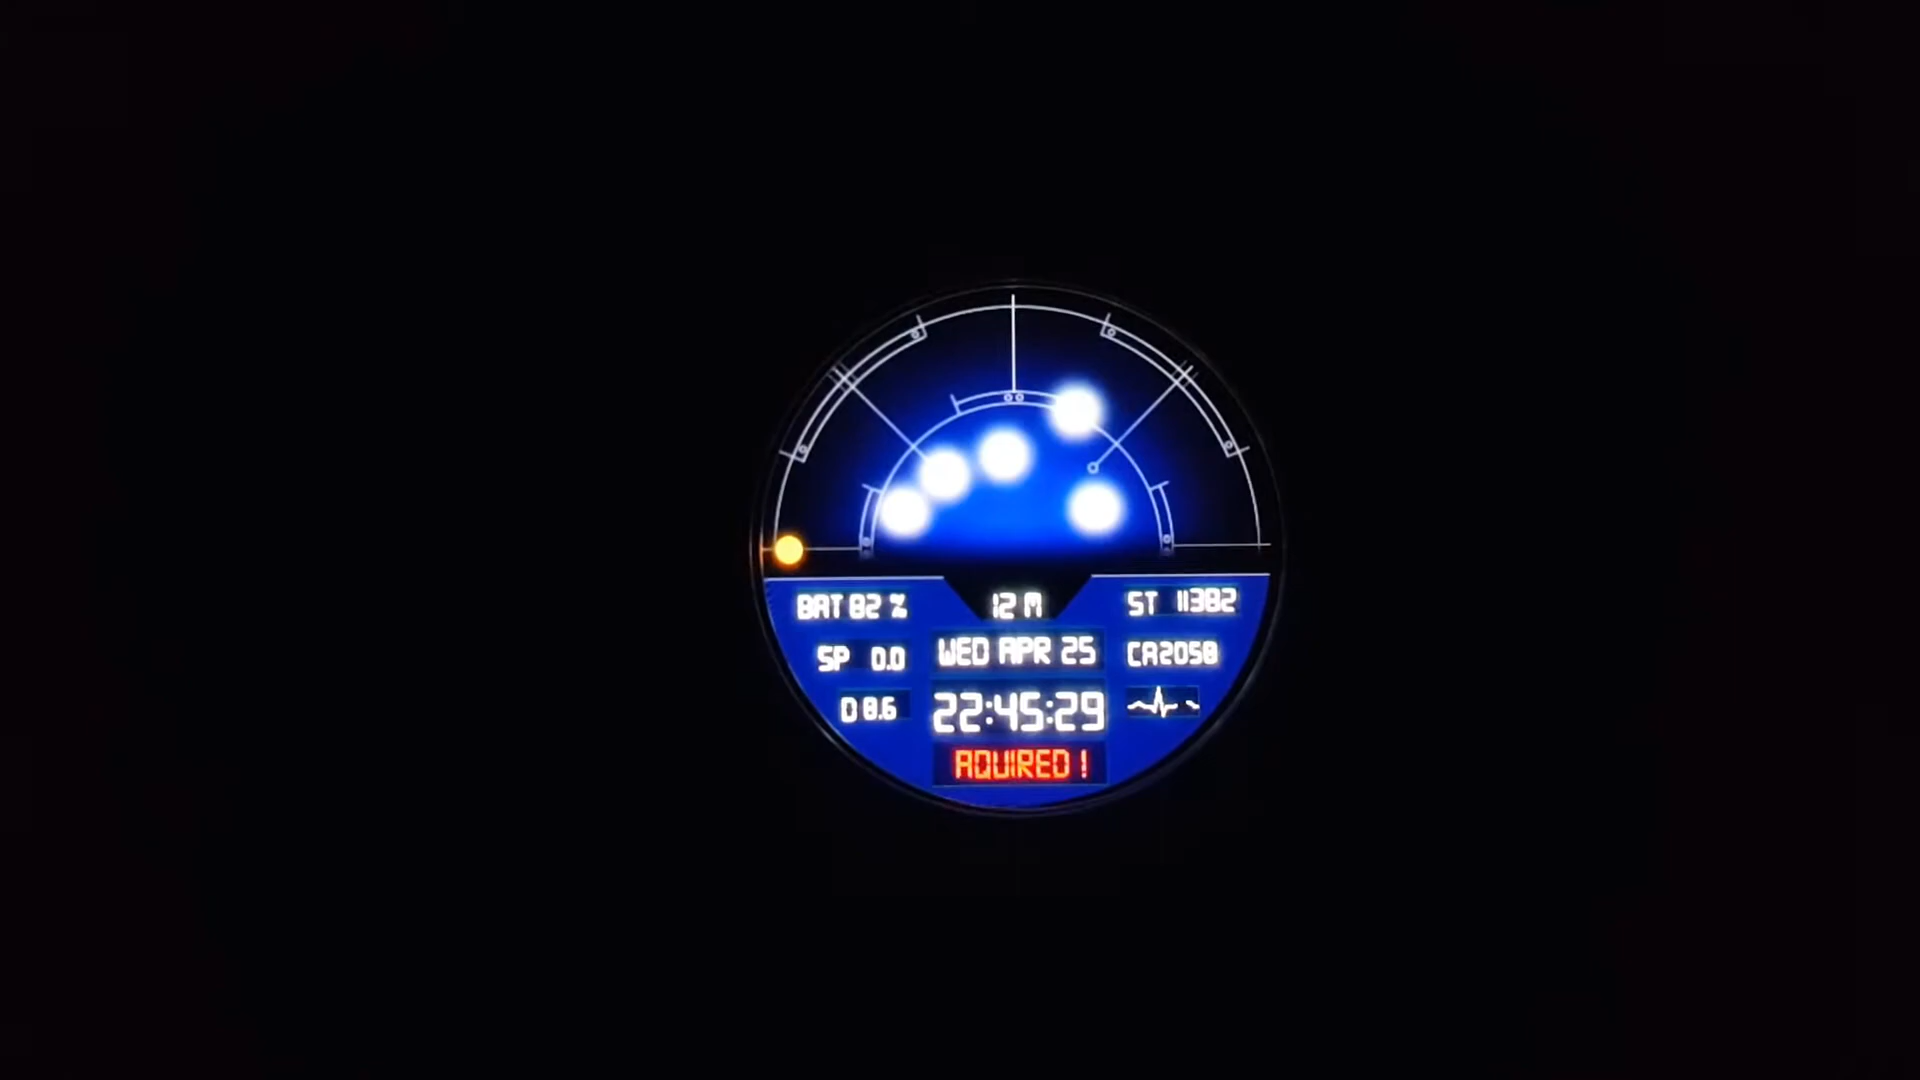 BAT 82 %
12 M
ST 11382
SP 0.0
WED APR 25
CA2058
D 8.6
22:45:29
AQUIRED !